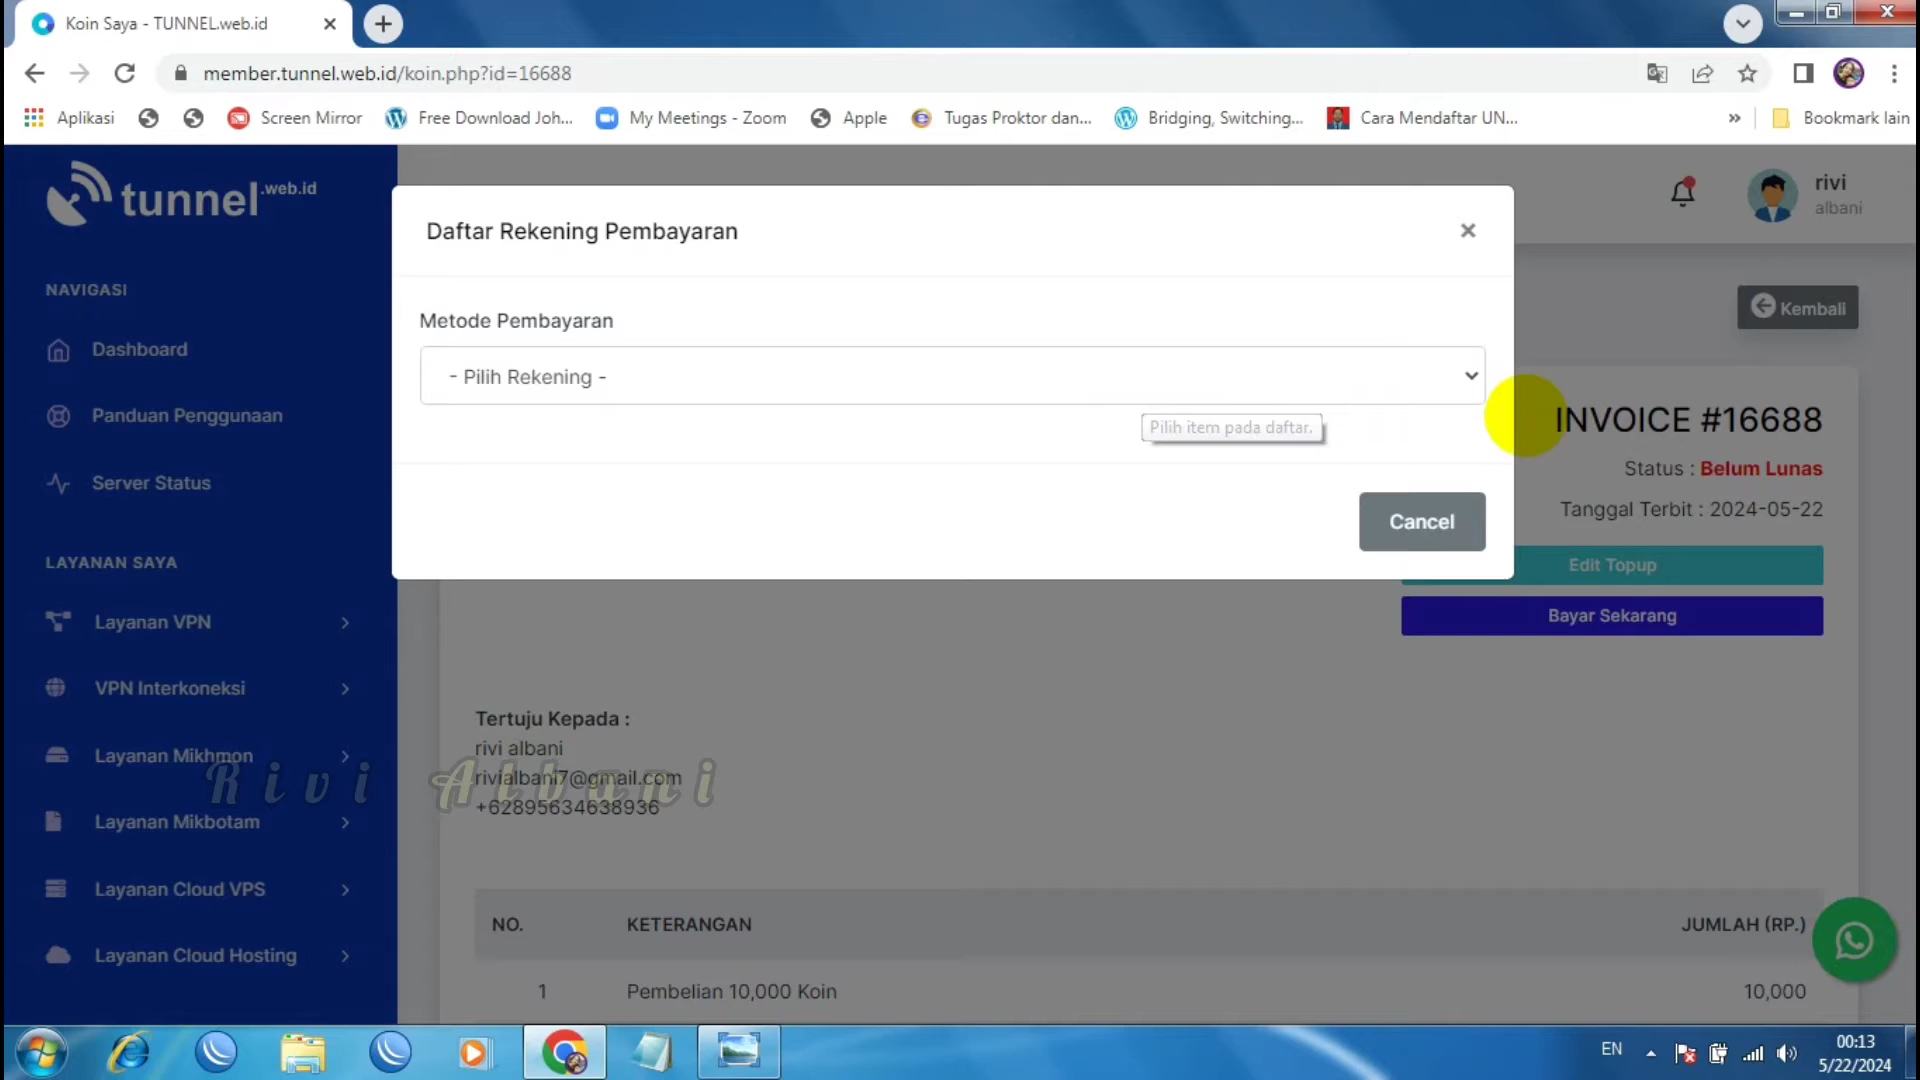 Koin Saya - TUNNEL.web.id
member.tunnel.web.id/koin.php?id=16688
Aplikasi
Screen Mirror
Free Download Joh...
My Meetings - Zoom
Apple
Tugas Proktor dan...
Bridging, Switching...
Cara Mendaftar UN...
»
Bookmark lain
tunnel.web.id
rivi
albani
Daftar Rekening Pembayaran
NAVIGASI
Kembali
Metode Pembayaran
Dashboard
- Pilih Rekening -
Panduan Penggunaan
Pilih item pada daftar.
INVOICE #16688
Status : Belum Lunas
Server Status
Tanggal Terbit : 2024-05-22
Cancel
LAYANAN SAYA
Edit Topup
Layanan VPN
Bayar Sekarang
VPN Interkoneksi
Tertuju Kepada :
rivi albani
Layanan Mikhmon
rivialbani7@gmail.com
Rivi Albani
+62895634638936
Layanan Mikbotam
Layanan Cloud VPS
NO. KETERANGAN JUMLAH (RP.)
Layanan Cloud Hosting
1 Pembelian 10,000 Koin 10,000
EN
00:13
5/22/2024